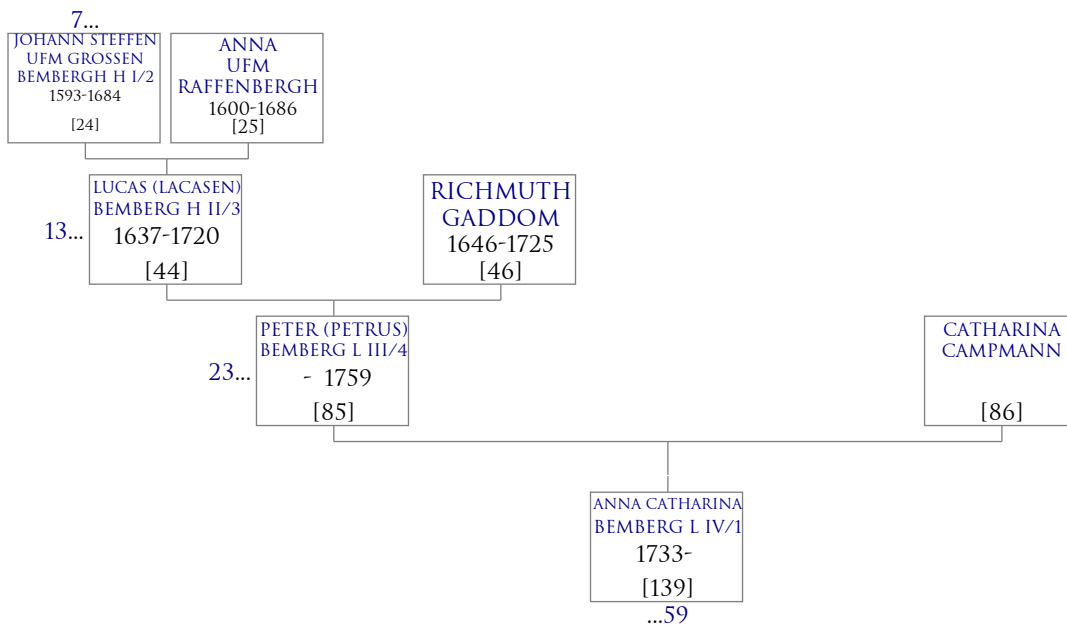 7...
JOHANN STEFFEN
UFM GROSSEN
BEMBERGH H I/2
1593-1684
[24]
ANNA
UFM
RAFFENBERGH
1600-1686
[25]
13...
LUCAS (LACASEN)
BEMBERG H II/3
1637-1720
[44]
RICHMUTH
GADDOM
1646-1725
[46]
23...
PETER (PETRUS)
BEMBERG L III/4
- 1759
[85]
CATHARINA
CAMPMANN
[86]
ANNA CATHARINA
BEMBERG L IV/1
1733-
[139]
...59